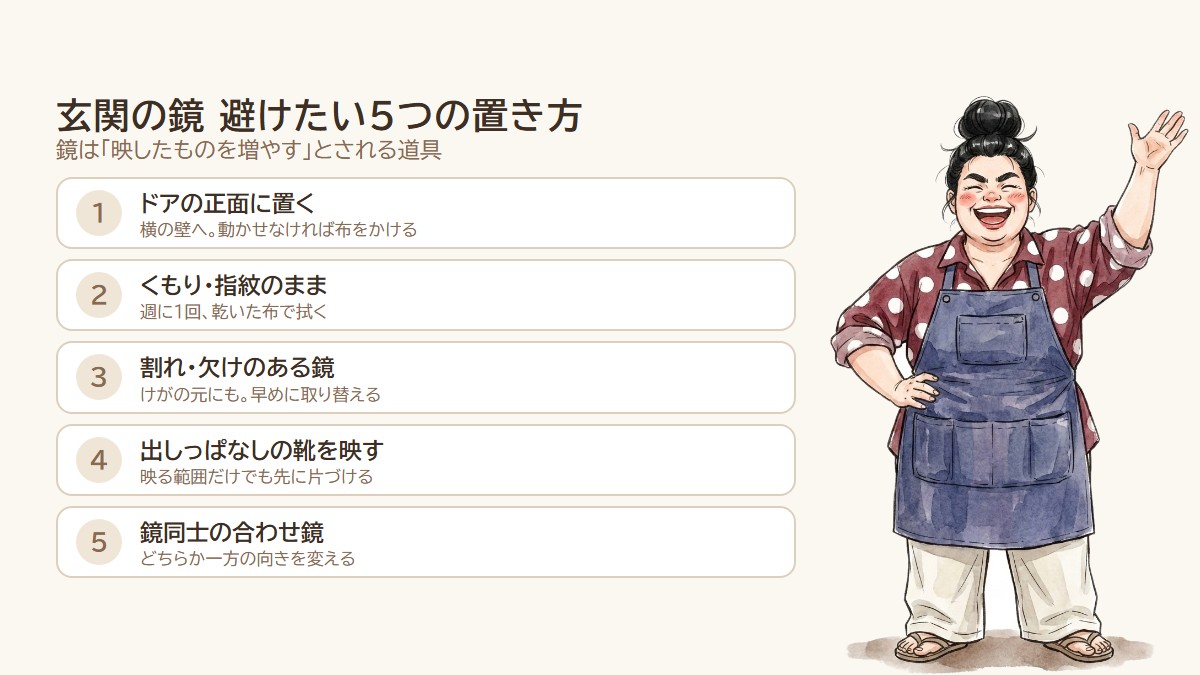 玄関の鏡 避けたい5つの置き方
鏡は「映したものを増やす」とされる道具
1
ドアの正面に置く
横の壁へ。動かせなければ布をかける
2
くもり・指紋のまま
週に1回、乾いた布で拭く
3
割れ・欠けのある鏡
けがの元にも。早めに取り替える
4
出しっぱなしの靴を映す
映る範囲だけでも先に片づける
5
鏡同士の合わせ鏡
どちらか一方の向きを変える